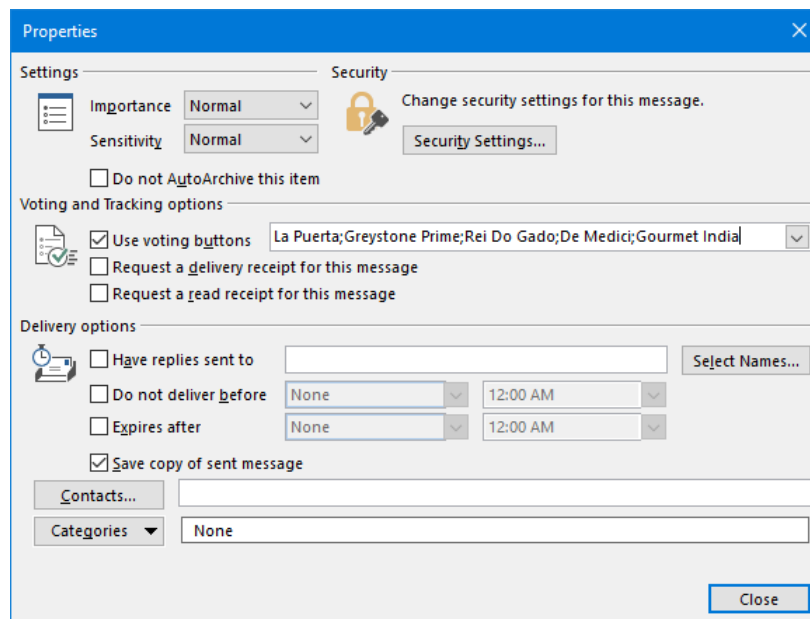 Properties
Settings Security
Importance Normal Change security settings for this message.
Sensitivity Normal Security Settings...
Do not AutoArchive this item
Voting and Tracking options
Use voting buttons La Puerta;Greystone Prime;Rei Do Gado;De Medici;Gourmet India
Request a delivery receipt for this message
Request a read receipt for this message
Delivery options
Have replies sent to Select Names...
Do not deliver before None 12:00 AM
Expires after None 12:00 AM
Save copy of sent message
Contacts...
Categories None
Close